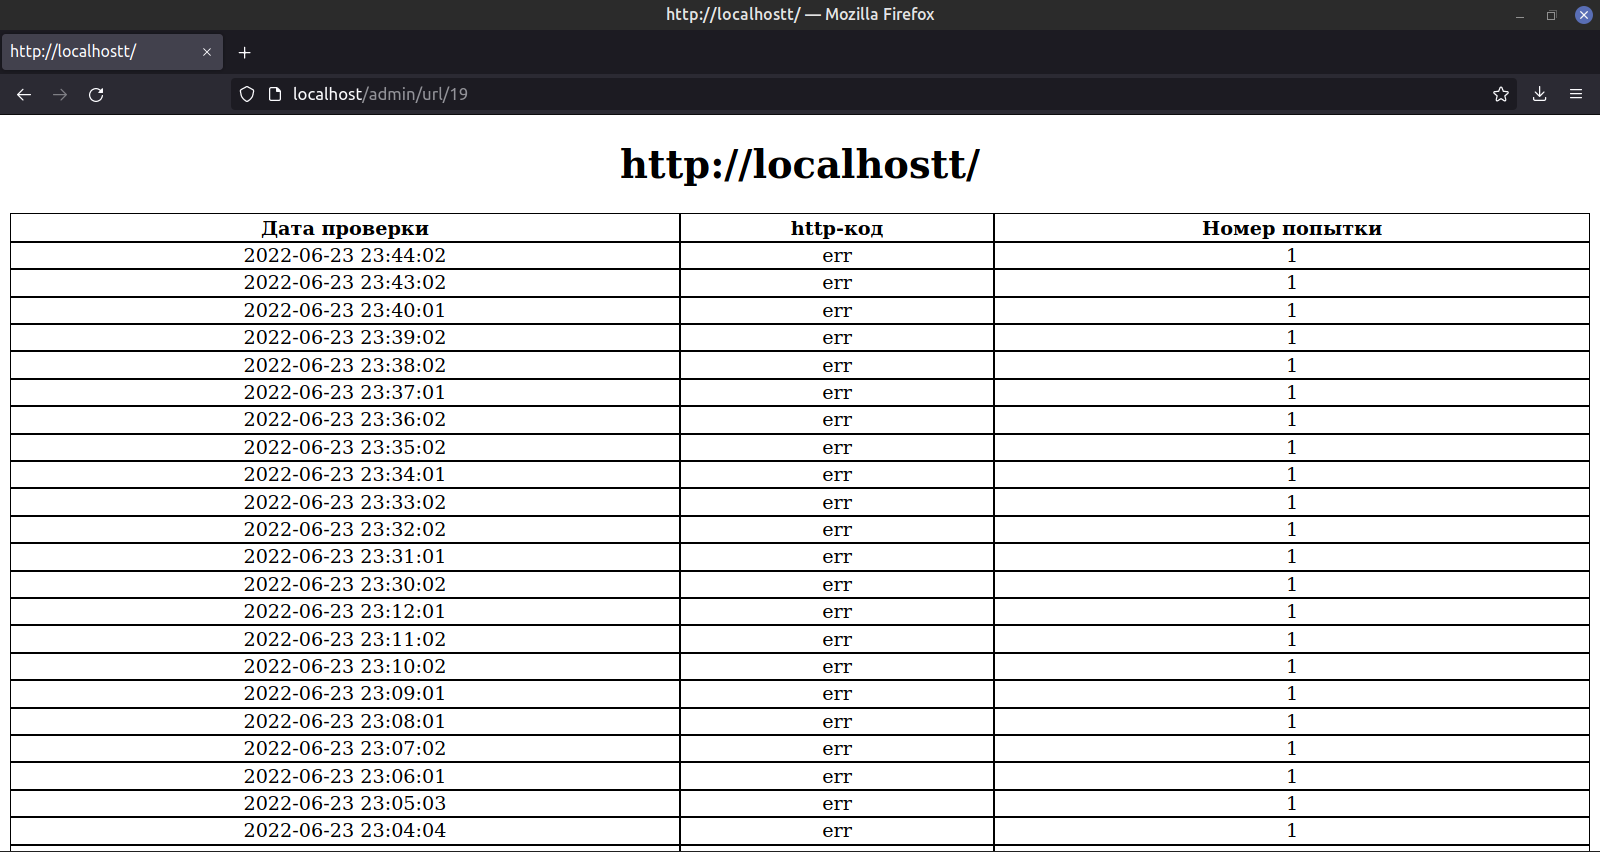 http://localhostt/ — Mozilla Firefox
http://localhostt/
localhost/admin/url/19
http://localhostt/
Дата проверки http-код Номер попытки
2022-06-23 23:44:02 err 1
2022-06-23 23:43:02 err 1
2022-06-23 23:40:01 err 1
2022-06-23 23:39:02 err 1
2022-06-23 23:38:02 err 1
2022-06-23 23:37:01 err 1
2022-06-23 23:36:02 err 1
2022-06-23 23:35:02 err 1
2022-06-23 23:34:01 err 1
2022-06-23 23:33:02 err 1
2022-06-23 23:32:02 err 1
2022-06-23 23:31:01 err 1
2022-06-23 23:30:02 err 1
2022-06-23 23:12:01 err 1
2022-06-23 23:11:02 err 1
2022-06-23 23:10:02 err 1
2022-06-23 23:09:01 err 1
2022-06-23 23:08:01 err 1
2022-06-23 23:07:02 err 1
2022-06-23 23:06:01 err 1
2022-06-23 23:05:03 err 1
2022-06-23 23:04:04 err 1